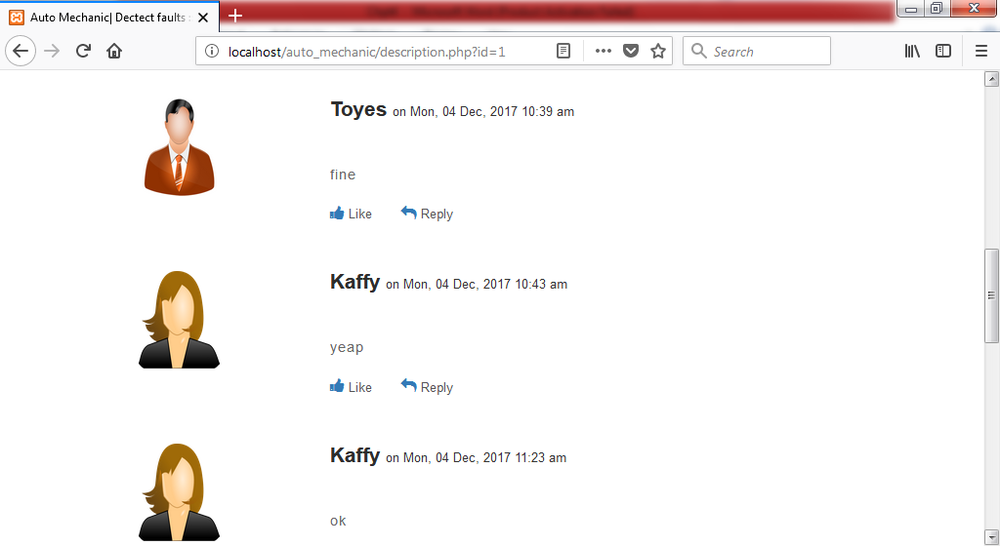 Auto Mechanic| Dectect faults
localhost/auto_mechanic/description.php?id=1
Search
Toyes on Mon, 04 Dec, 2017 10:39 am
fine
Like Reply
Kaffy on Mon, 04 Dec, 2017 10:43 am
yeap
Like Reply
Kaffy on Mon, 04 Dec, 2017 11:23 am
ok